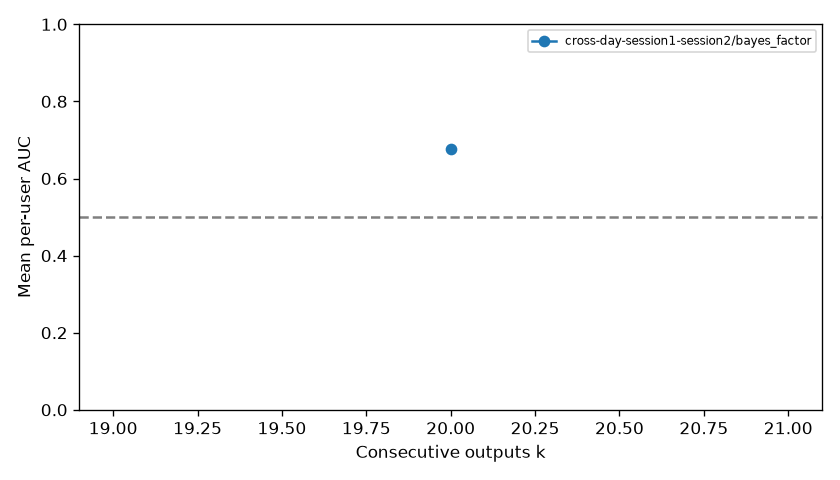 cross-day-session1-session2/bayes_factor
Mean per-user AUC
1.0
0.8
0.6
0.4
0.2
0.0
19.00 19.25 19.50 19.75 20.00 20.25 20.50 20.75 21.00
Consecutive outputs k